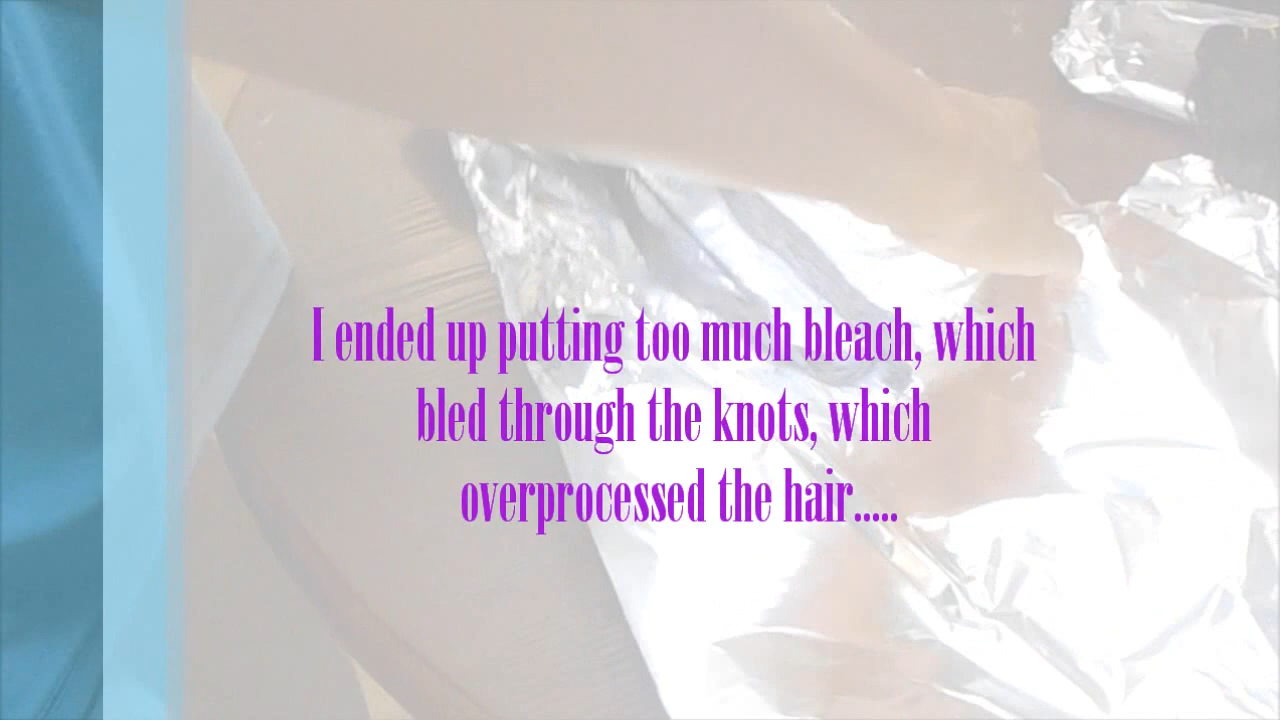 I ended up putting too much bleach, which
bled through the knots, which
overprocessed the hair.....